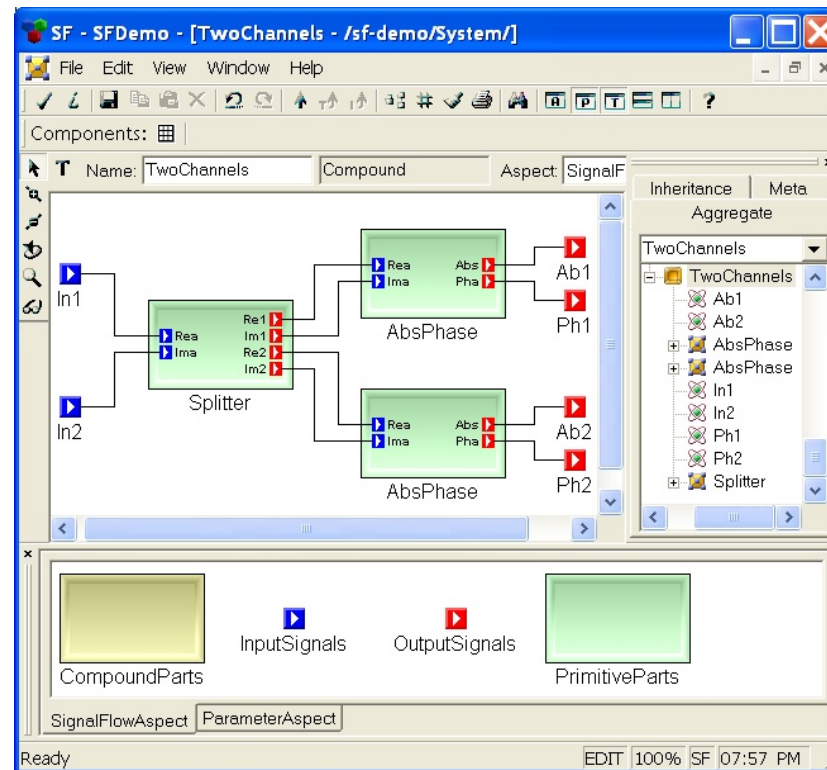 SF - SFDemo - [TwoChannels - /sf-demo/System/]
File Edit View Window Help
Components:
T Name: TwoChannels Compound Aspect: SignalF
Inheritance Meta
Aggregate
TwoChannels
TwoChannels
Ab1
Ab2
AbsPhase
AbsPhase
In1
In2
Ph1
Ph2
Splitter
In1
In2
Rea
Ima
Re1
Im1
Re2
Im2
Splitter
Rea Abs
Ima Pha
AbsPhase
Ab1
Ph1
Rea Abs
Ima Pha
AbsPhase
Ab2
Ph2
CompoundParts
InputSignals
OutputSignals
PrimitiveParts
SignalFlowAspect ParameterAspect
Ready EDIT 100% SF 07:57 PM